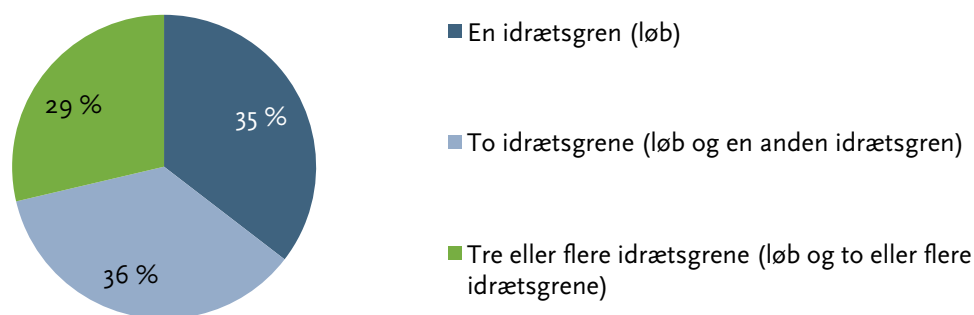 En idrætsgren (løb)
29 %
35 %
To idrætsgrene (løb og en anden idrætsgren)
36 %
Tre eller flere idrætsgrene (løb og to eller flere
idrætsgrene)